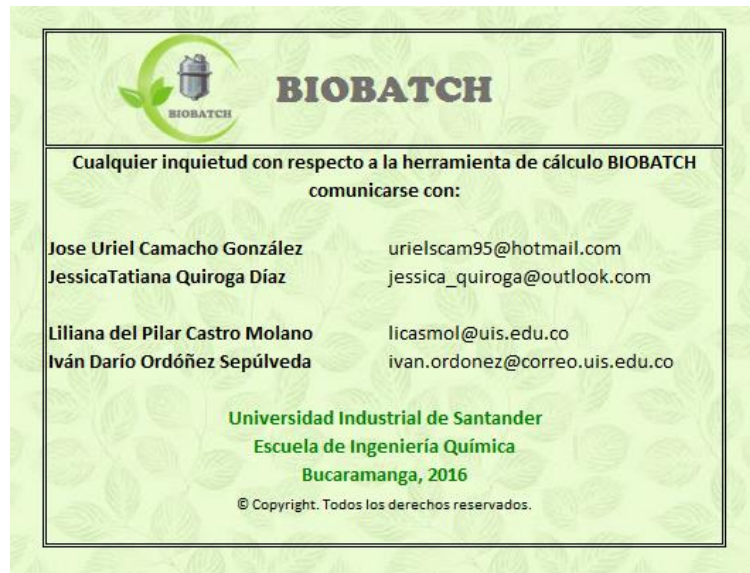 BIOBATCH
BIOBATCH
Cualquier inquietud con respecto a la herramienta de cálculo BIOBATCH
comunicarse con:
Jose Uriel Camacho González urielscam95@hotmail.com
JessicaTatiana Quiroga Díaz jessica_quiroga@outlook.com
Liliana del Pilar Castro Molano licasmol@uis.edu.co
Iván Darío Ordóñez Sepúlveda ivan.ordonez@correo.uis.edu.co
Universidad Industrial de Santander
Escuela de Ingeniería Química
Bucaramanga, 2016
© Copyright. Todos los derechos reservados.